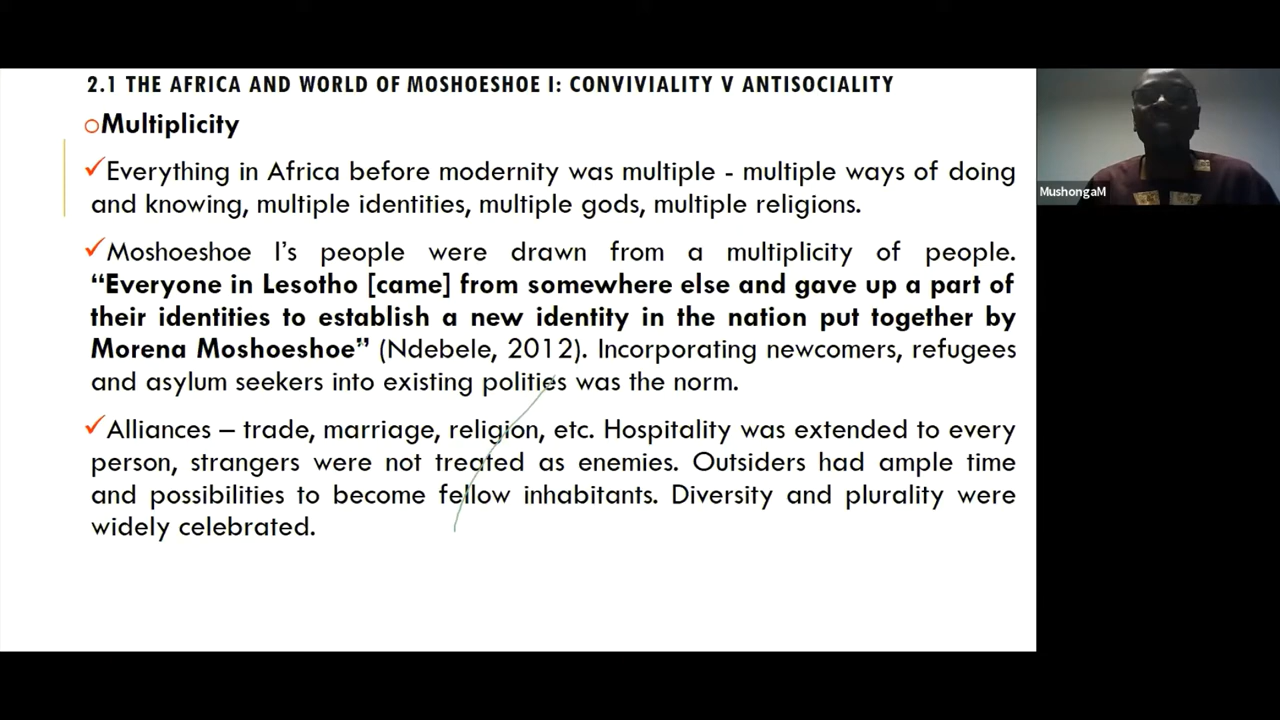 2.1 THE AFRICA AND WORLD OF MOSHOESHOE I: CONVIVIALITY V ANTISOCIALITY
Multiplicity
Everything in Africa before modernity was multiple - multiple ways of doing
and knowing, multiple identities, multiple gods, multiple religions.
Moshoeshoe I’s people were drawn from a multiplicity of people.
“Everyone in Lesotho [came] from somewhere else and gave up a part of
their identities to establish a new identity in the nation put together by
Morena Moshoeshoe” (Ndebele, 2012). Incorporating newcomers, refugees
and asylum seekers into existing polities was the norm.
Alliances – trade, marriage, religion, etc. Hospitality was extended to every
person, strangers were not treated as enemies. Outsiders had ample time
and possibilities to become fellow inhabitants. Diversity and plurality were
widely celebrated.
MushongaM